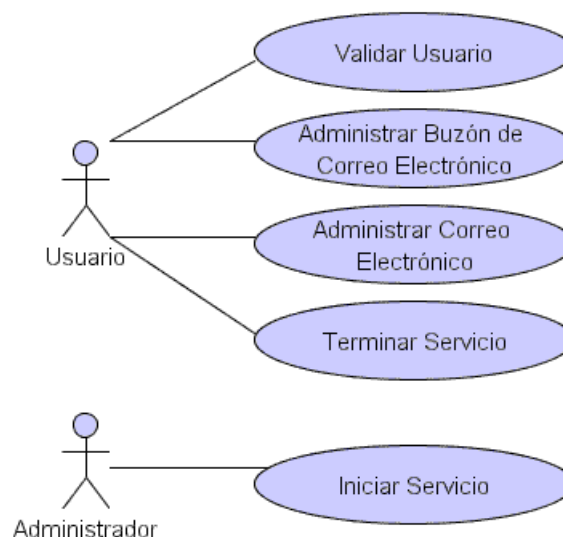 Validar Usuario
Administrar Buzón de
Correo Electrónico
Usuario
Administrar Correo
Electrónico
Terminar Servicio
Iniciar Servicio
Administrador